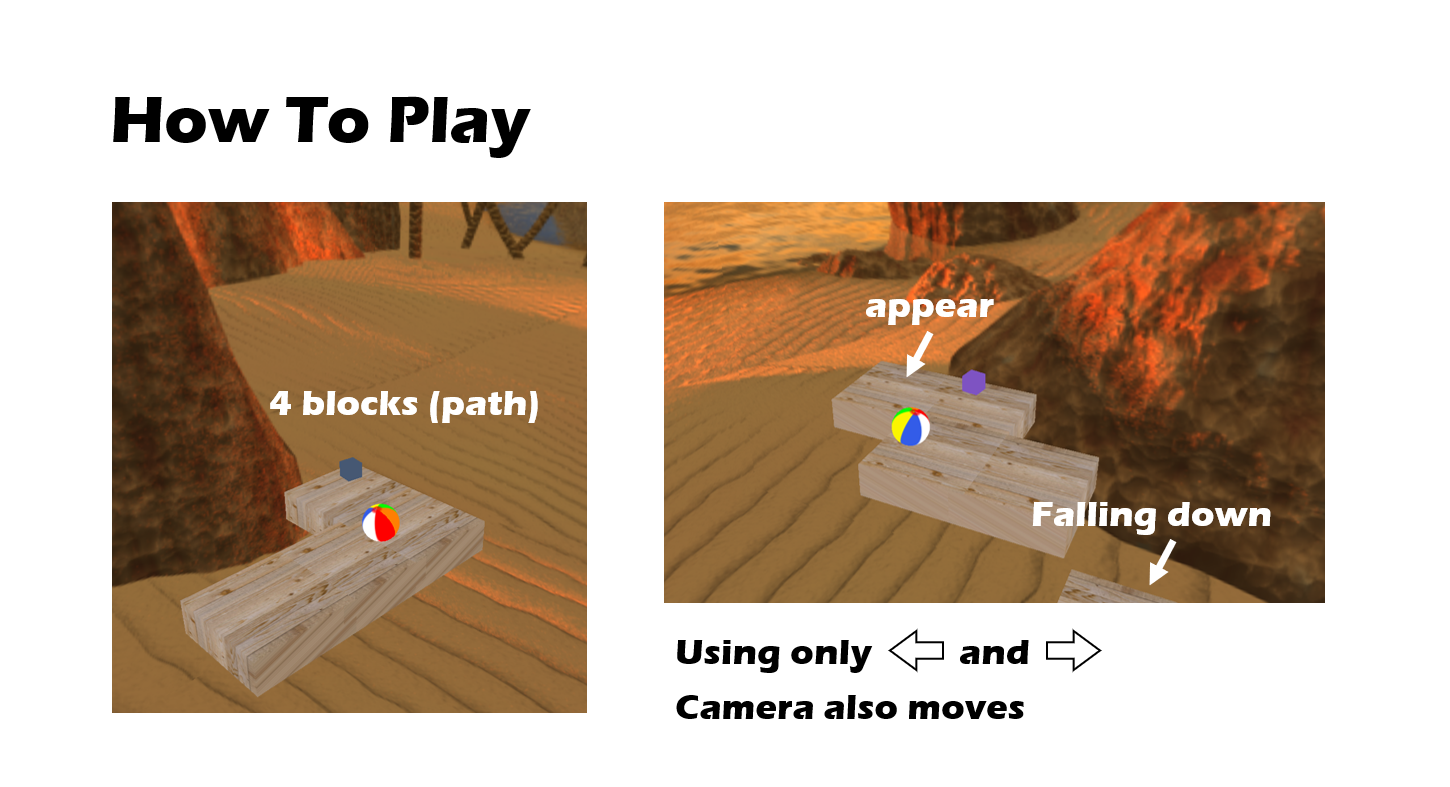 How To Play
4 blocks (path)
appear
Falling down
Using only and
Camera also moves